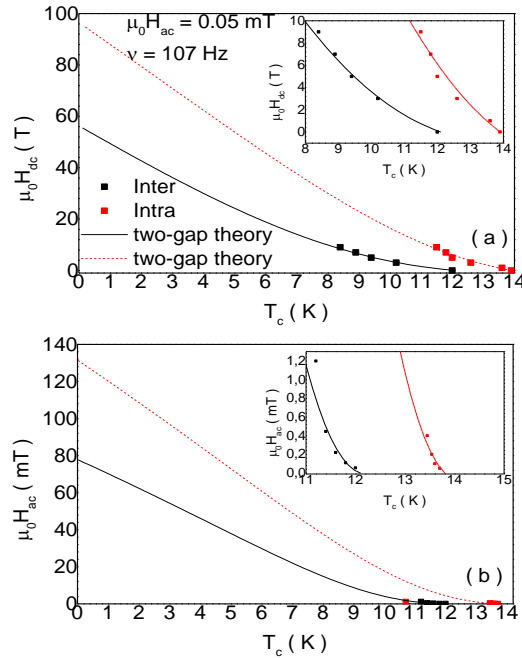 μ₀Hac = 0.05 mT
ν = 107 Hz
μ₀Hdc ( T )
100
80
60
40
20
0
Inter
Intra
two-gap theory
two-gap theory
( a )
0 1 2 3 4 5 6 7 8 9 10 11 12 13 14
Tc ( K )
μ₀Hdc (T)
10
8
6
4
2
0
8 9 10 11 12 13 14
Tc ( K )
μ₀Hac ( mT )
140
120
100
80
60
40
20
0
( b )
0 1 2 3 4 5 6 7 8 9 10 11 12 13 14
Tc ( K )
μ₀Hac (mT)
1,2
1,0
0,8
0,6
0,4
0,2
0,0
11 12 13 14 15
Tc ( K )